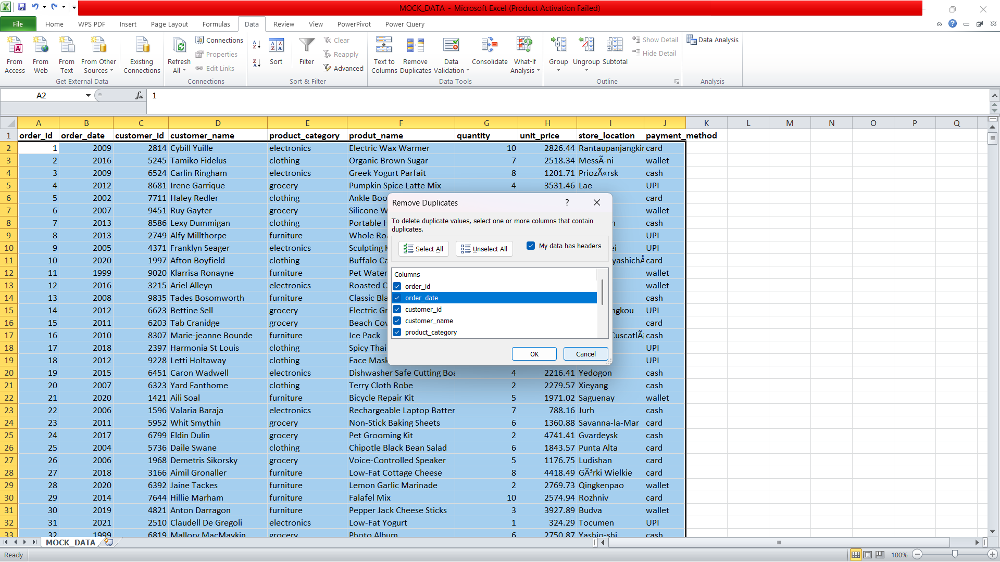 MOCK_DATA - Microsoft Excel (Product Activation Failed)
File Home WPS PDF Insert Page Layout Formulas Data Review View PowerPivot Power Query
From Access From Web From Text From Other Sources Existing Connections Refresh All Connections Properties Edit Links Sort Filter Clear Reapply Advanced Text to Columns Remove Duplicates Data Validation Consolidate What-If Analysis Group Ungroup Subtotal Show Detail Hide Detail Data Analysis
Get External Data Connections Sort & Filter Data Tools Outline Analysis
A2 fx 1
A B C D E F G H I J K L M N O P Q
1 order_id order_date customer_id customer_name product_category produt_name quantity unit_price store_location payment_method
2 1 2009 2814 Cybill Yuille electronics Electric Wax Warmer 10 2826.44 Rantaupanjangkir card
3 2 2016 5245 Tamiko Fidelus clothing Organic Brown Sugar 7 2518.34 MessÃ-ni wallet
4 3 2009 6524 Carlin Ringham electronics Greek Yogurt Parfait 8 1201.71 PriozÃ«rsk cash
5 4 2012 8681 Irene Garrique grocery Pumpkin Spice Latte Mix 4 3531.46 Lae UPI
6 5 2002 7711 Haley Redler clothing Ankle Boo card
7 6 2007 9451 Ruy Gayter grocery Silicone W wallet
8 7 2013 8586 Lexy Dummigan clothing Portable H n cash
9 8 2013 2749 Alfy Millthorpe furniture Whole Roa UPI
10 9 2005 4371 Franklyn Seager electronics Sculpting K ei UPI
11 10 2020 1997 Afton Boyfield clothing Buffalo Ca yashichÅ card
12 11 1999 9020 Klarrisa Ronayne furniture Pet Water wallet
13 12 2016 3215 Ariel Alleyn electronics Roasted C wallet
14 13 2008 9835 Tades Bosomworth furniture Classic Bla cash
15 14 2012 6623 Bettine Sell grocery Electric Gr ngkou UPI
16 15 2011 6203 Tab Cranidge grocery Beach Cov card
17 16 2010 8307 Marie-jeanne Bounde furniture Ice Pack CuscatlÃ cash
18 17 2018 2397 Harmonia St Louis clothing Spicy Thai UPI
19 18 2012 9228 Letti Holtaway clothing Face Mask UPI
20 19 2015 6451 Caron Wadwell electronics Dishwasher Safe Cutting Boa 4 2216.41 Yedogon cash
21 20 2007 6323 Yard Fanthome clothing Terry Cloth Robe 2 2279.57 Xieyang cash
22 21 2020 1421 Aili Soal furniture Bicycle Repair Kit 5 1971.02 Saguenay wallet
23 22 2006 1596 Valaria Baraja electronics Rechargeable Laptop Batter 7 788.16 Jurh cash
24 23 2011 5952 Whit Smythin grocery Non-Stick Baking Sheets 6 1360.88 Savanna-la-Mar card
25 24 2017 6799 Eldin Dulin grocery Pet Grooming Kit 2 4741.41 Gvardeysk cash
26 25 2004 5736 Daile Swane clothing Chipotle Black Bean Salad 6 1843.57 Punta Alta card
27 26 2006 1968 Demetris Sikorsky grocery Voice-Controlled Speaker 5 1176.75 Ludishan card
28 27 2018 3166 Aimil Gronaller furniture Low-Fat Cottage Cheese 8 4418.49 GÃ³rki Wielkie card
29 28 2020 6392 Jaine Tackes furniture Lemon Garlic Marinade 2 2769.73 Qingkenpao wallet
30 29 2014 7644 Hillie Marham furniture Falafel Mix 10 2574.94 Rozhniv card
31 30 2019 4821 Anton Darragon furniture Pepper Jack Cheese Sticks 3 3927.89 Budva wallet
32 31 2021 2510 Claudell De Gregoli electronics Low-Fat Yogurt 1 324.29 Tocumen UPI
33 32 1999 6819 Mallory MacMaykin grocery Photo Album 6 2750.87 Yashio-shi cash
Remove Duplicates ?
To delete duplicate values, select one or more columns that contain
duplicates.
Select All Unselect All My data has headers
Columns
order_id
order_date
customer_id
customer_name
product_category
OK Cancel
MOCK_DATA
Ready 100%